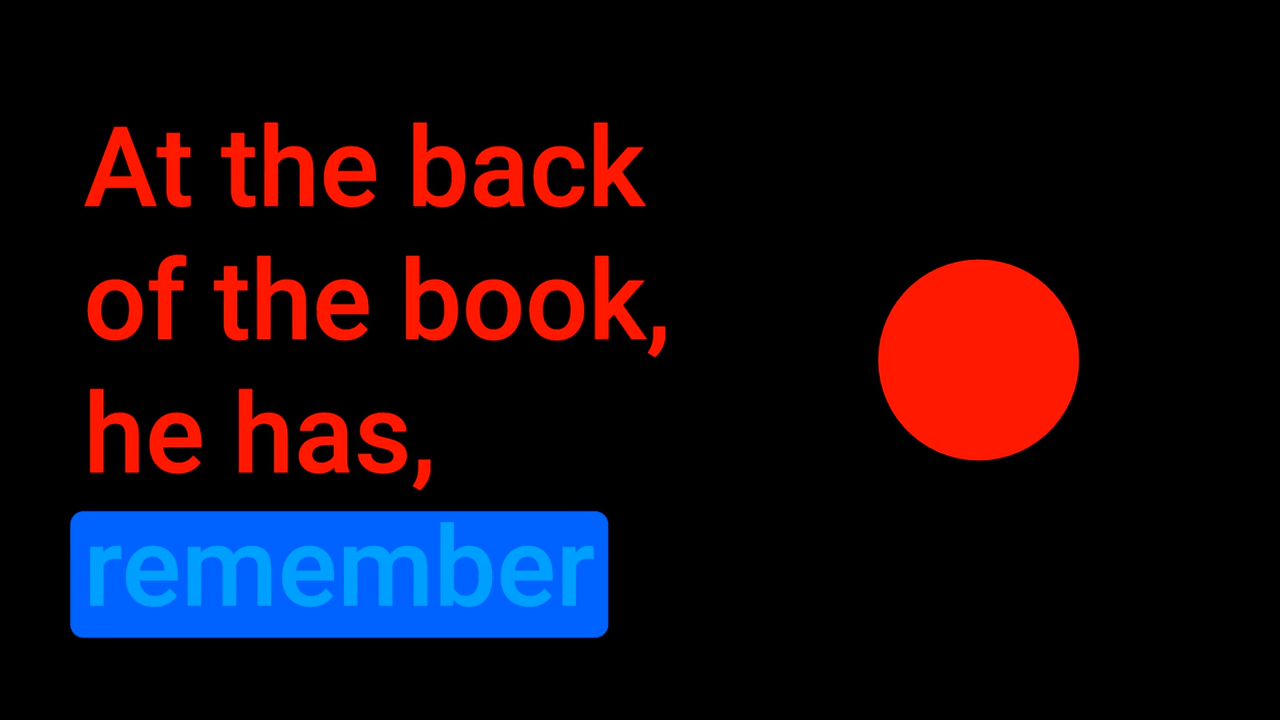 At the back
of the book,
he has,
remember